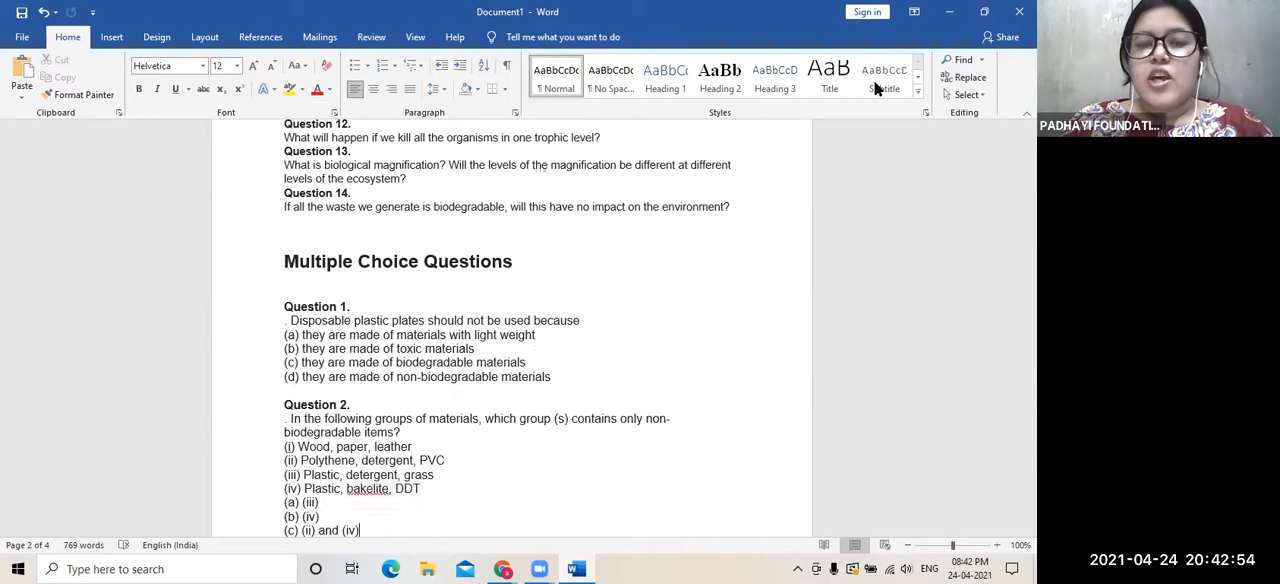 Document1 - Word
Sign in
File Home Insert Design Layout References Mailings Review View Help Tell me what you want to do Share
Paste
Cut
Copy
Format Painter
Clipboard
Helvetica 12
Font
Paragraph
AaBbCcDc AaBbCcDc AaBbCc AaBb AaBbCcD AaB AaBbCcD
¶ Normal ¶ No Spac... Heading 1 Heading 2 Heading 3 Title
Styles
Find
Replace
Select
Editing
PADHAYI FOUNDATI...
Question 12.
What will happen if we kill all the organisms in one trophic level?
Question 13.
What is biological magnification? Will the levels of the magnification be different at different
levels of the ecosystem?
Question 14.
If all the waste we generate is biodegradable, will this have no impact on the environment?
Multiple Choice Questions
Question 1.
. Disposable plastic plates should not be used because
(a) they are made of materials with light weight
(b) they are made of toxic materials
(c) they are made of biodegradable materials
(d) they are made of non-biodegradable materials
Question 2.
. In the following groups of materials, which group (s) contains only non-
biodegradable items?
(i) Wood, paper, leather
(ii) Polythene, detergent, PVC
(iii) Plastic, detergent, grass
(iv) Plastic, bakelite, DDT
(a) (iii)
(b) (iv)
(c) (ii) and (iv)
Page 2 of 4 769 words English (India) 100%
Type here to search
ENG
08:42 PM
24-04-2021
2021-04-24 20:42:54